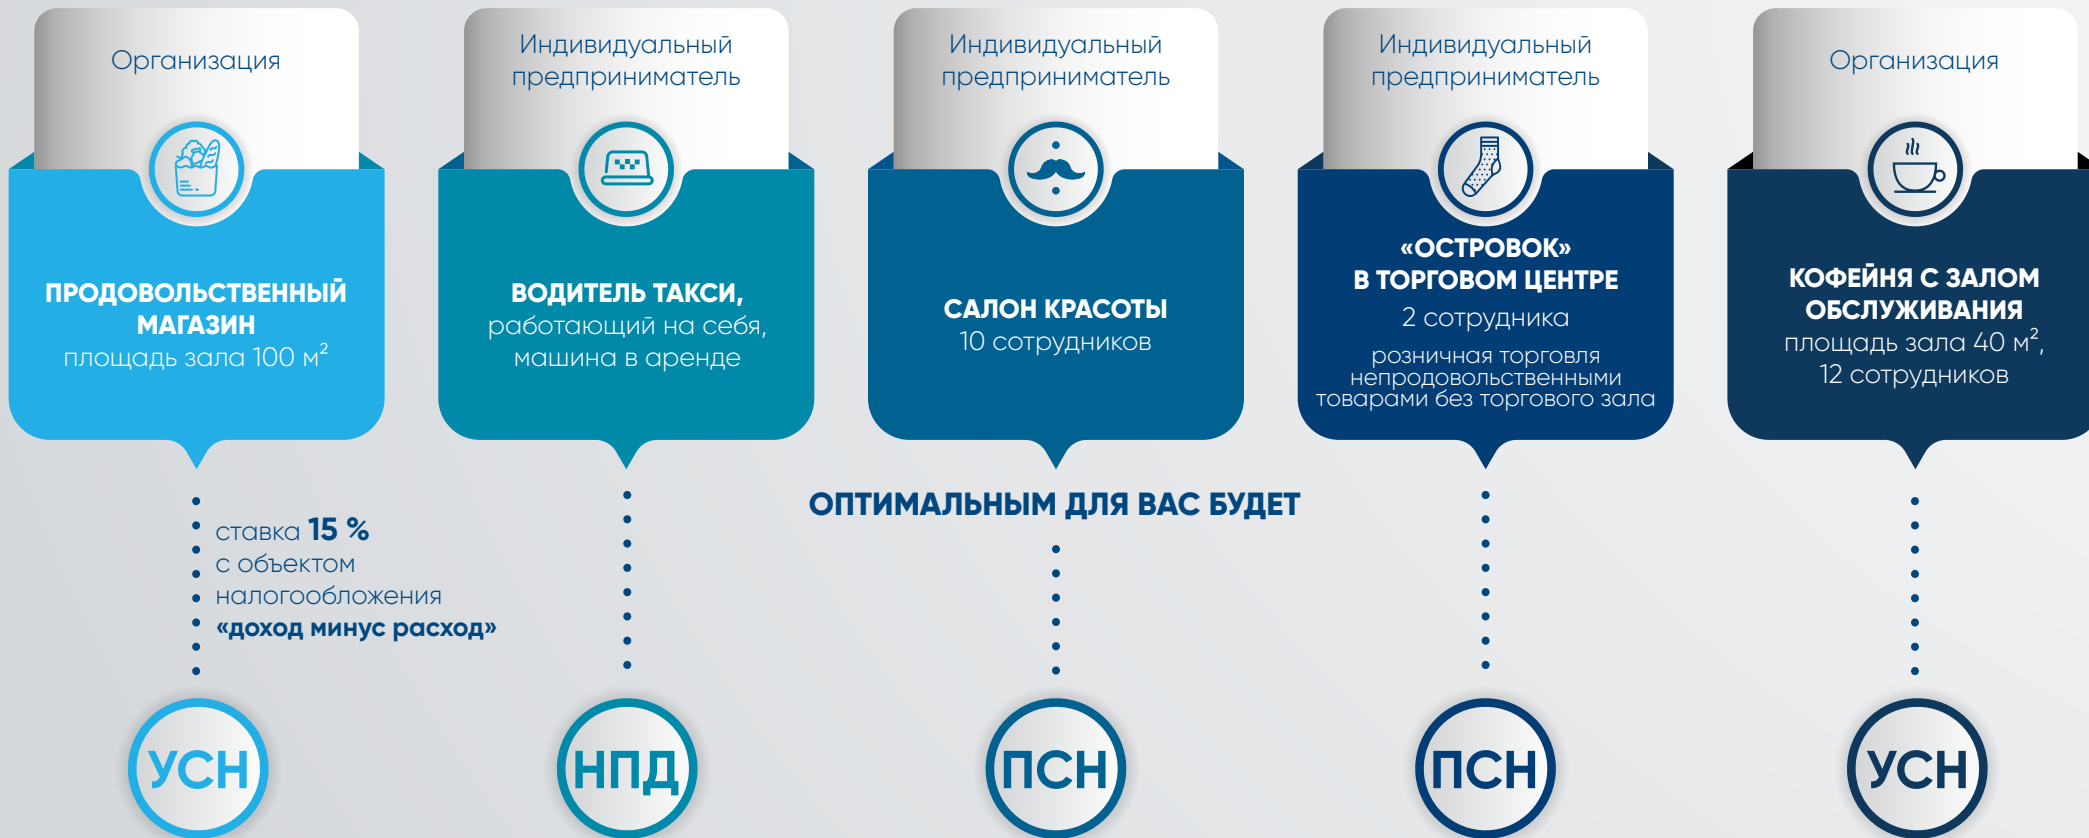 Организация
ПРОДОВОЛЬСТВЕННЫЙ
МАГАЗИН
площадь зала 100 м²
Индивидуальный
предприниматель
ВОДИТЕЛЬ ТАКСИ,
работающий на себя,
машина в аренде
Индивидуальный
предприниматель
САЛОН КРАСОТЫ
10 сотрудников
Индивидуальный
предприниматель
«ОСТРОВОК»
В ТОРГОВОМ ЦЕНТРЕ
2 сотрудника
розничная торговля
непродовольственными
товарами без торгового зала
Организация
КОФЕЙНЯ С ЗАЛОМ
ОБСЛУЖИВАНИЯ
площадь зала 40 м²,
12 сотрудников
ОПТИМАЛЬНЫМ ДЛЯ ВАС БУДЕТ
ставка 15 %
с объектом
налогообложения
«доход минус расход»
УСН
НПД
ПСН
ПСН
УСН